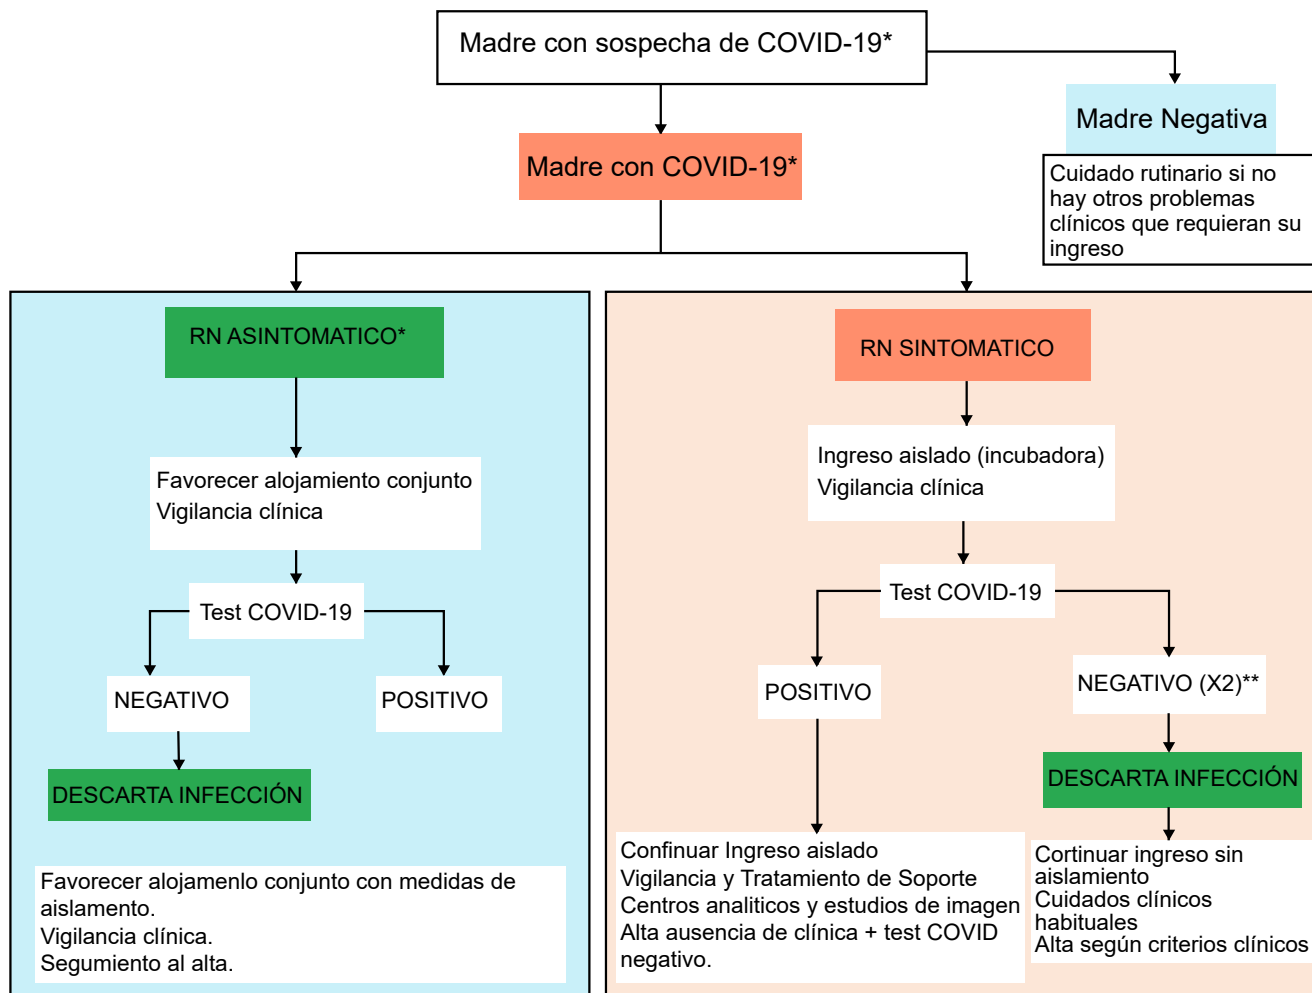 Madre con sospecha de COVID-19*
Madre Negativa
Cuidado rutinario si no
hay otros problemas
clínicos que requieran su
ingreso
Madre con COVID-19*
RN ASINTOMATICO*
Favorecer alojamiento conjunto
Vigilancia clínica
Test COVID-19
NEGATIVO
POSITIVO
DESCARTA INFECCIÓN
Favorecer alojamenlo conjunto con medidas de
aislamento.
Vigilancia clínica.
Segumiento al alta.
RN SINTOMATICO
Ingreso aislado (incubadora)
Vigilancia clínica
Test COVID-19
POSITIVO
NEGATIVO (X2)**
DESCARTA INFECCIÓN
Confinuar Ingreso aislado
Vigilancia y Tratamiento de Soporte
Centros analiticos y estudios de imagen
Alta ausencia de clínica + test COVID
negativo.
Cortinuar ingreso sin
aislamiento
Cuidados clínicos
habituales
Alta según criterios clínicos